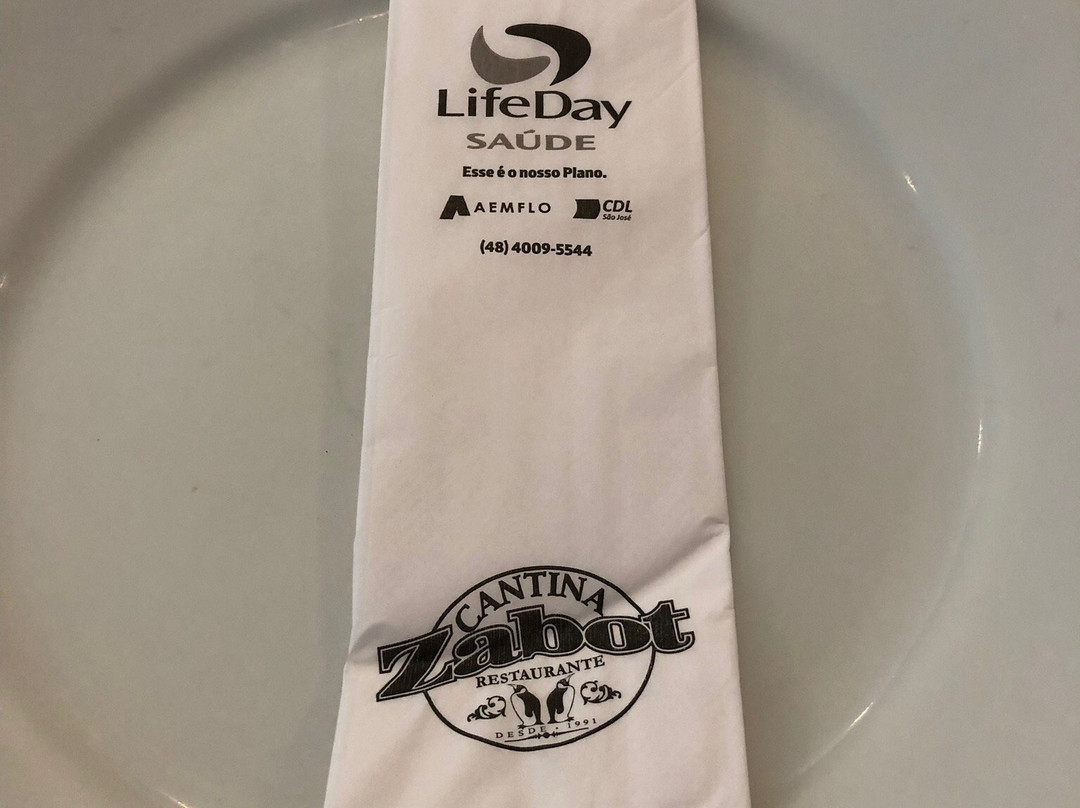 LifeDay
SAÚDE
Esse é o nosso Plano.
AEMFLO CDL
São José
(48) 4009-5544
CANTINA
Zabot
RESTAURANTE
DESDE · 1991